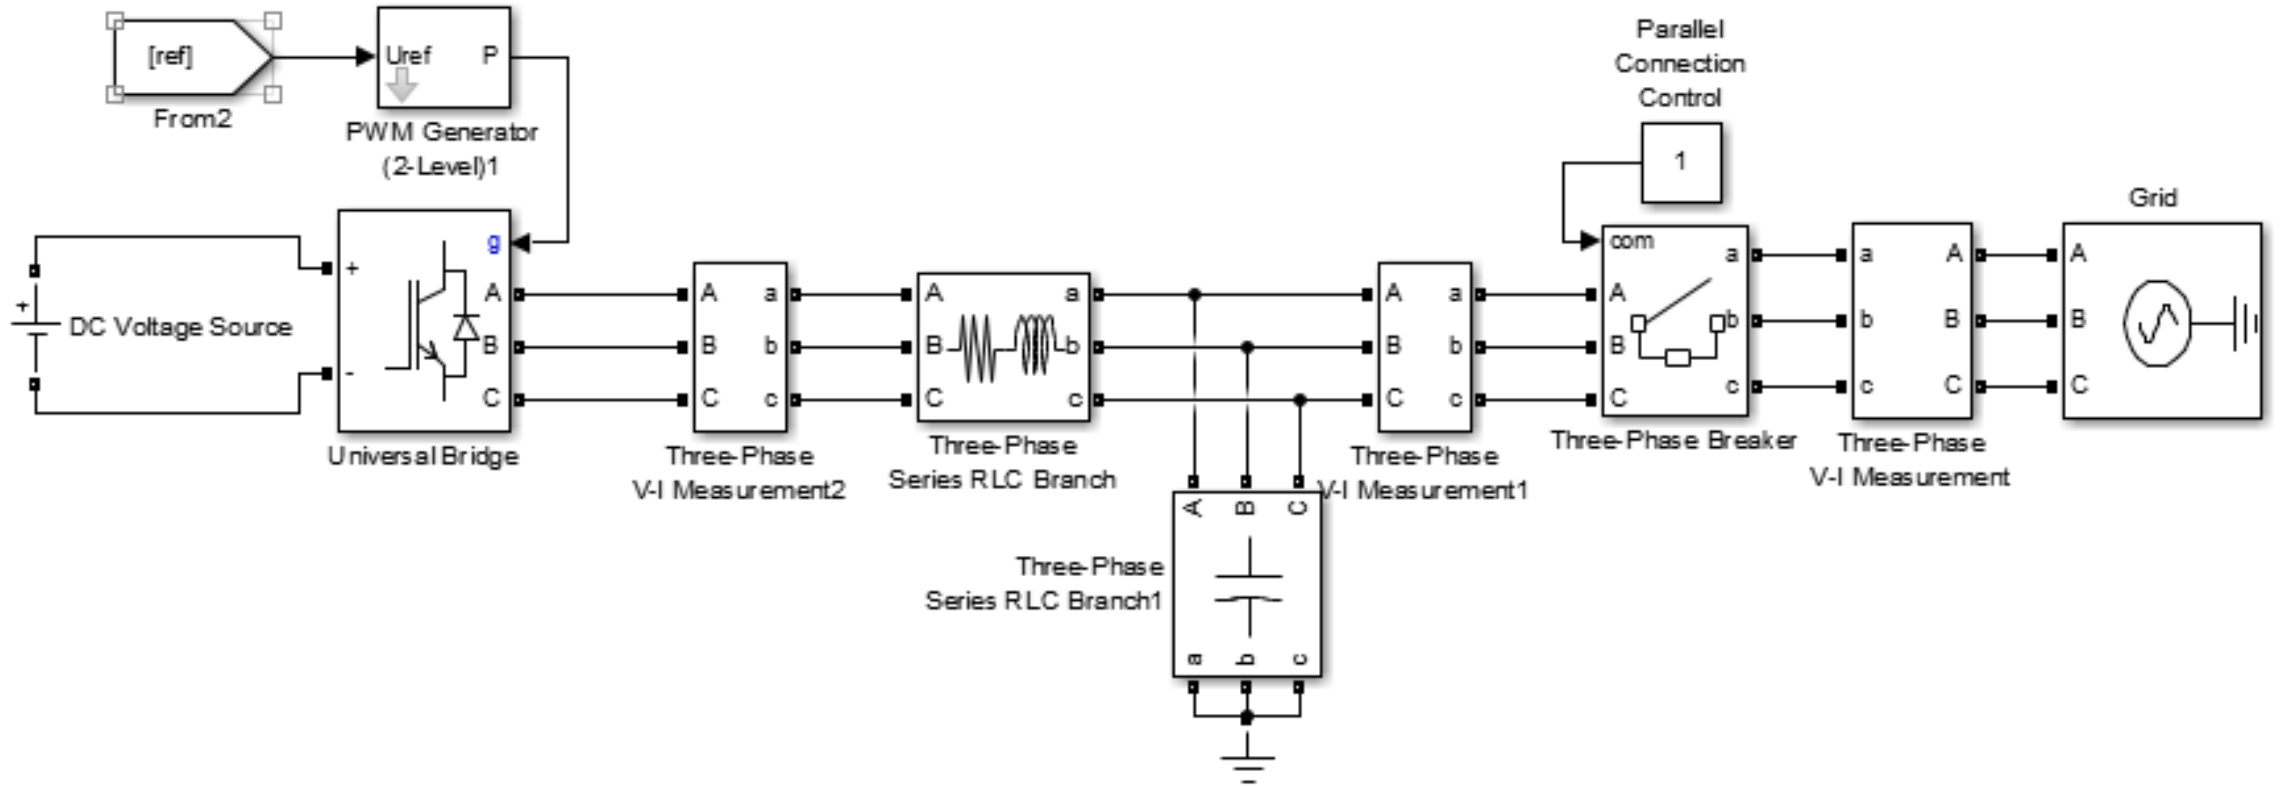 [ref]
From2
Uref P
PWM Generator
(2-Level)1
Parallel
Connection
Control
1
Grid
+
DC Voltage Source
+
-
g
A
B
C
Universal Bridge
A a
B b
C c
Three-Phase
V-I Measurement2
A a
B b
C c
Three-Phase
Series RLC Branch
A B C
a b c
Three-Phase
Series RLC Branch1
A a
B b
C c
Three-Phase
V-I Measurement1
com
A a
B b
C c
Three-Phase Breaker
a A
b B
c C
Three-Phase
V-I Measurement
A
B
C